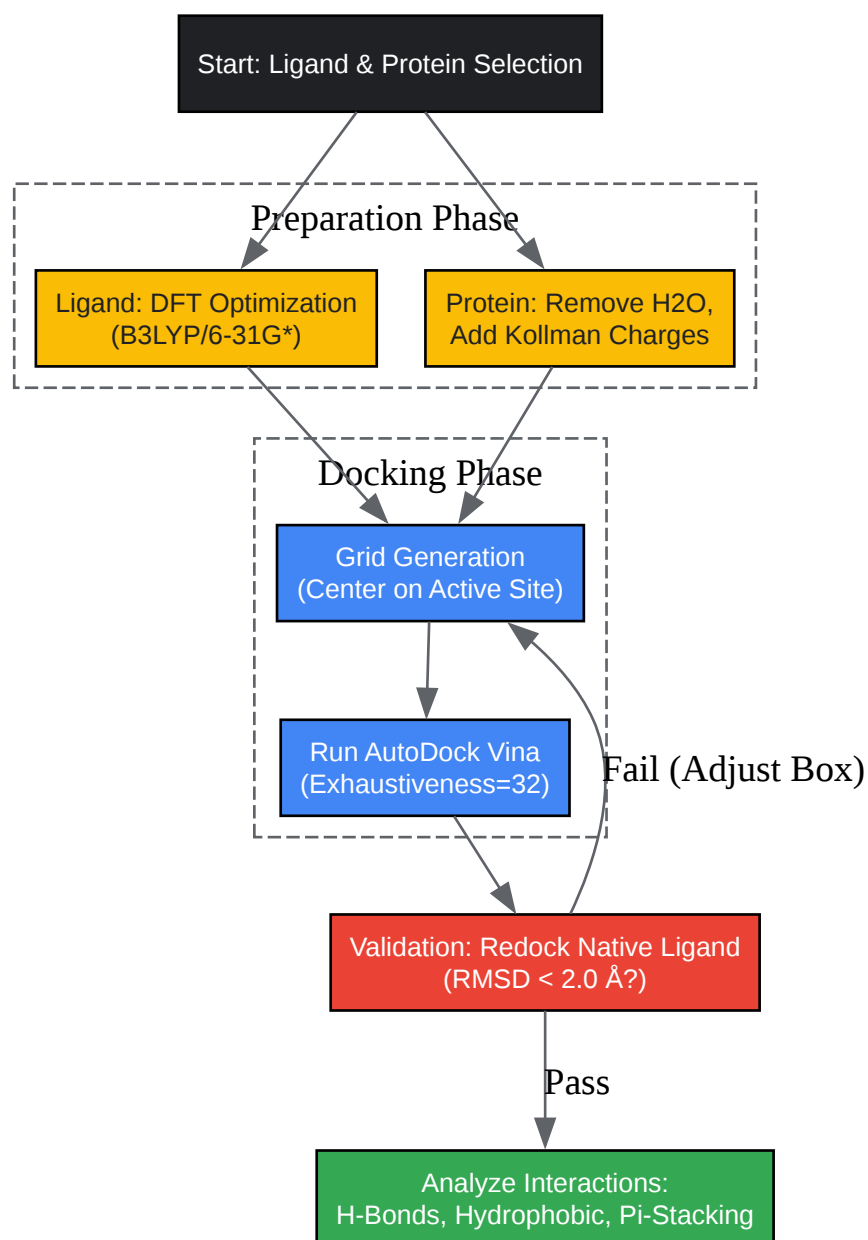 Start: Ligand & Protein Selection
Preparation Phase
Ligand: DFT Optimization
(B3LYP/6-31G*)
Protein: Remove H2O,
Add Kollman Charges
Docking Phase
Grid Generation
(Center on Active Site)
Run AutoDock Vina
(Exhaustiveness=32)
Fail (Adjust Box)
Validation: Redock Native Ligand
(RMSD < 2.0 Å?)
Pass
Analyze Interactions:
H-Bonds, Hydrophobic, Pi-Stacking